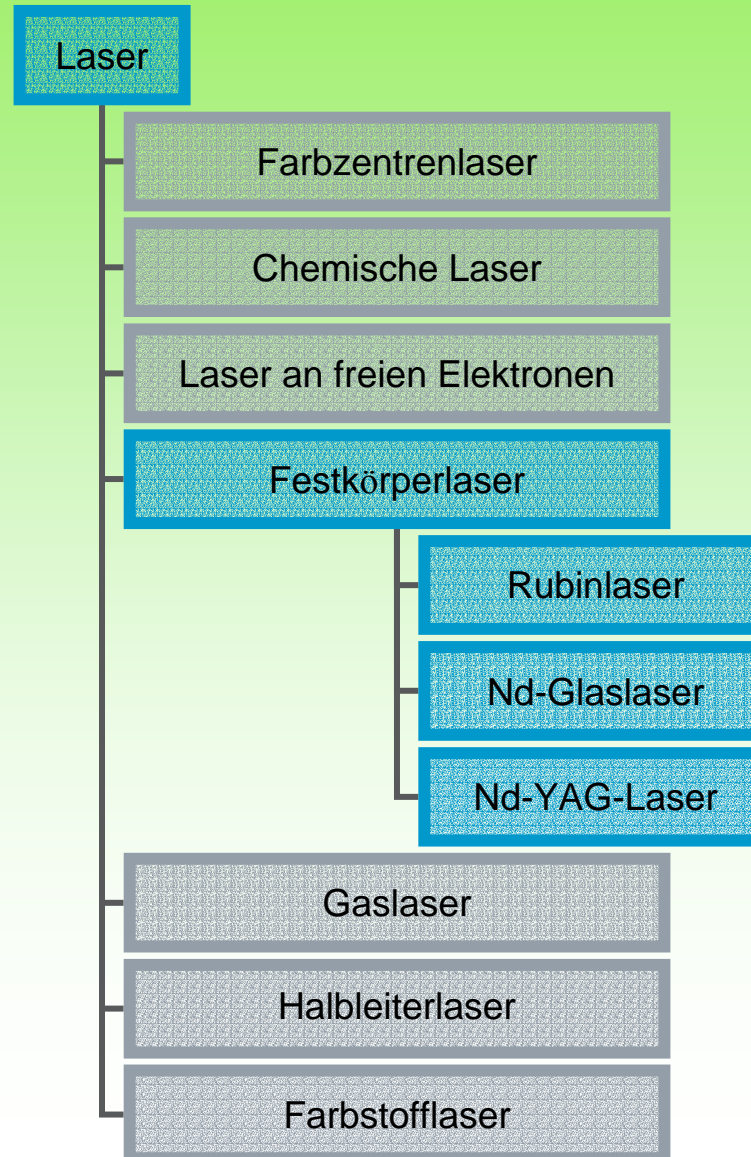 Laser
Farbzentrenlaser
Chemische Laser
Laser an freien Elektronen
Festkörperlaser
Rubinlaser
Nd-Glaslaser
Nd-YAG-Laser
Gaslaser
Halbleiterlaser
Farbstofflaser